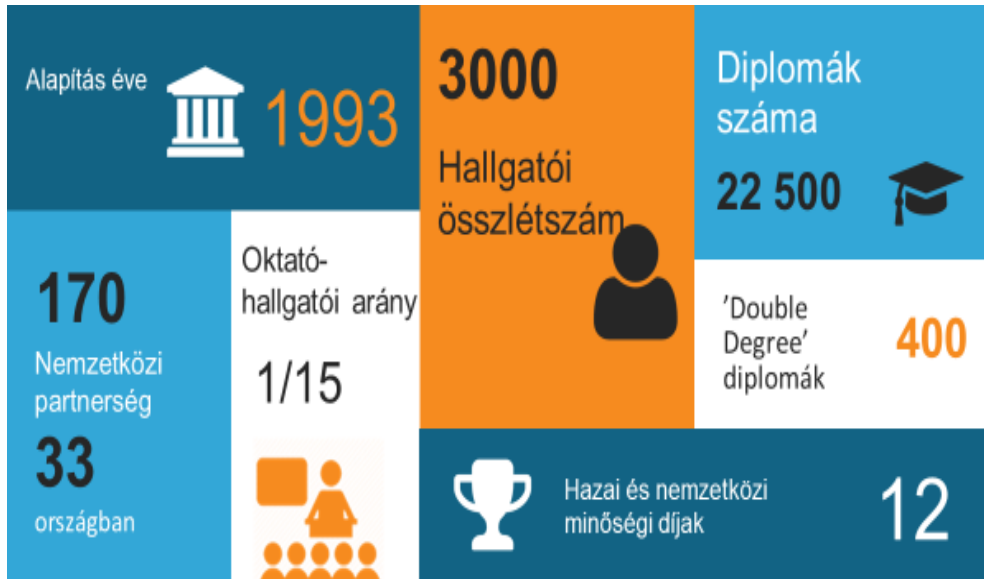 Alapítás éve
1993
3000
Hallgatói
összlétszám
Diplomák
száma
22 500
170
Nemzetközi
partnerség
33
országban
Oktató-
hallgatói arány
1/15
'Double
Degree'
diplomák
400
Hazai és nemzetközi
minőségi díjak
12